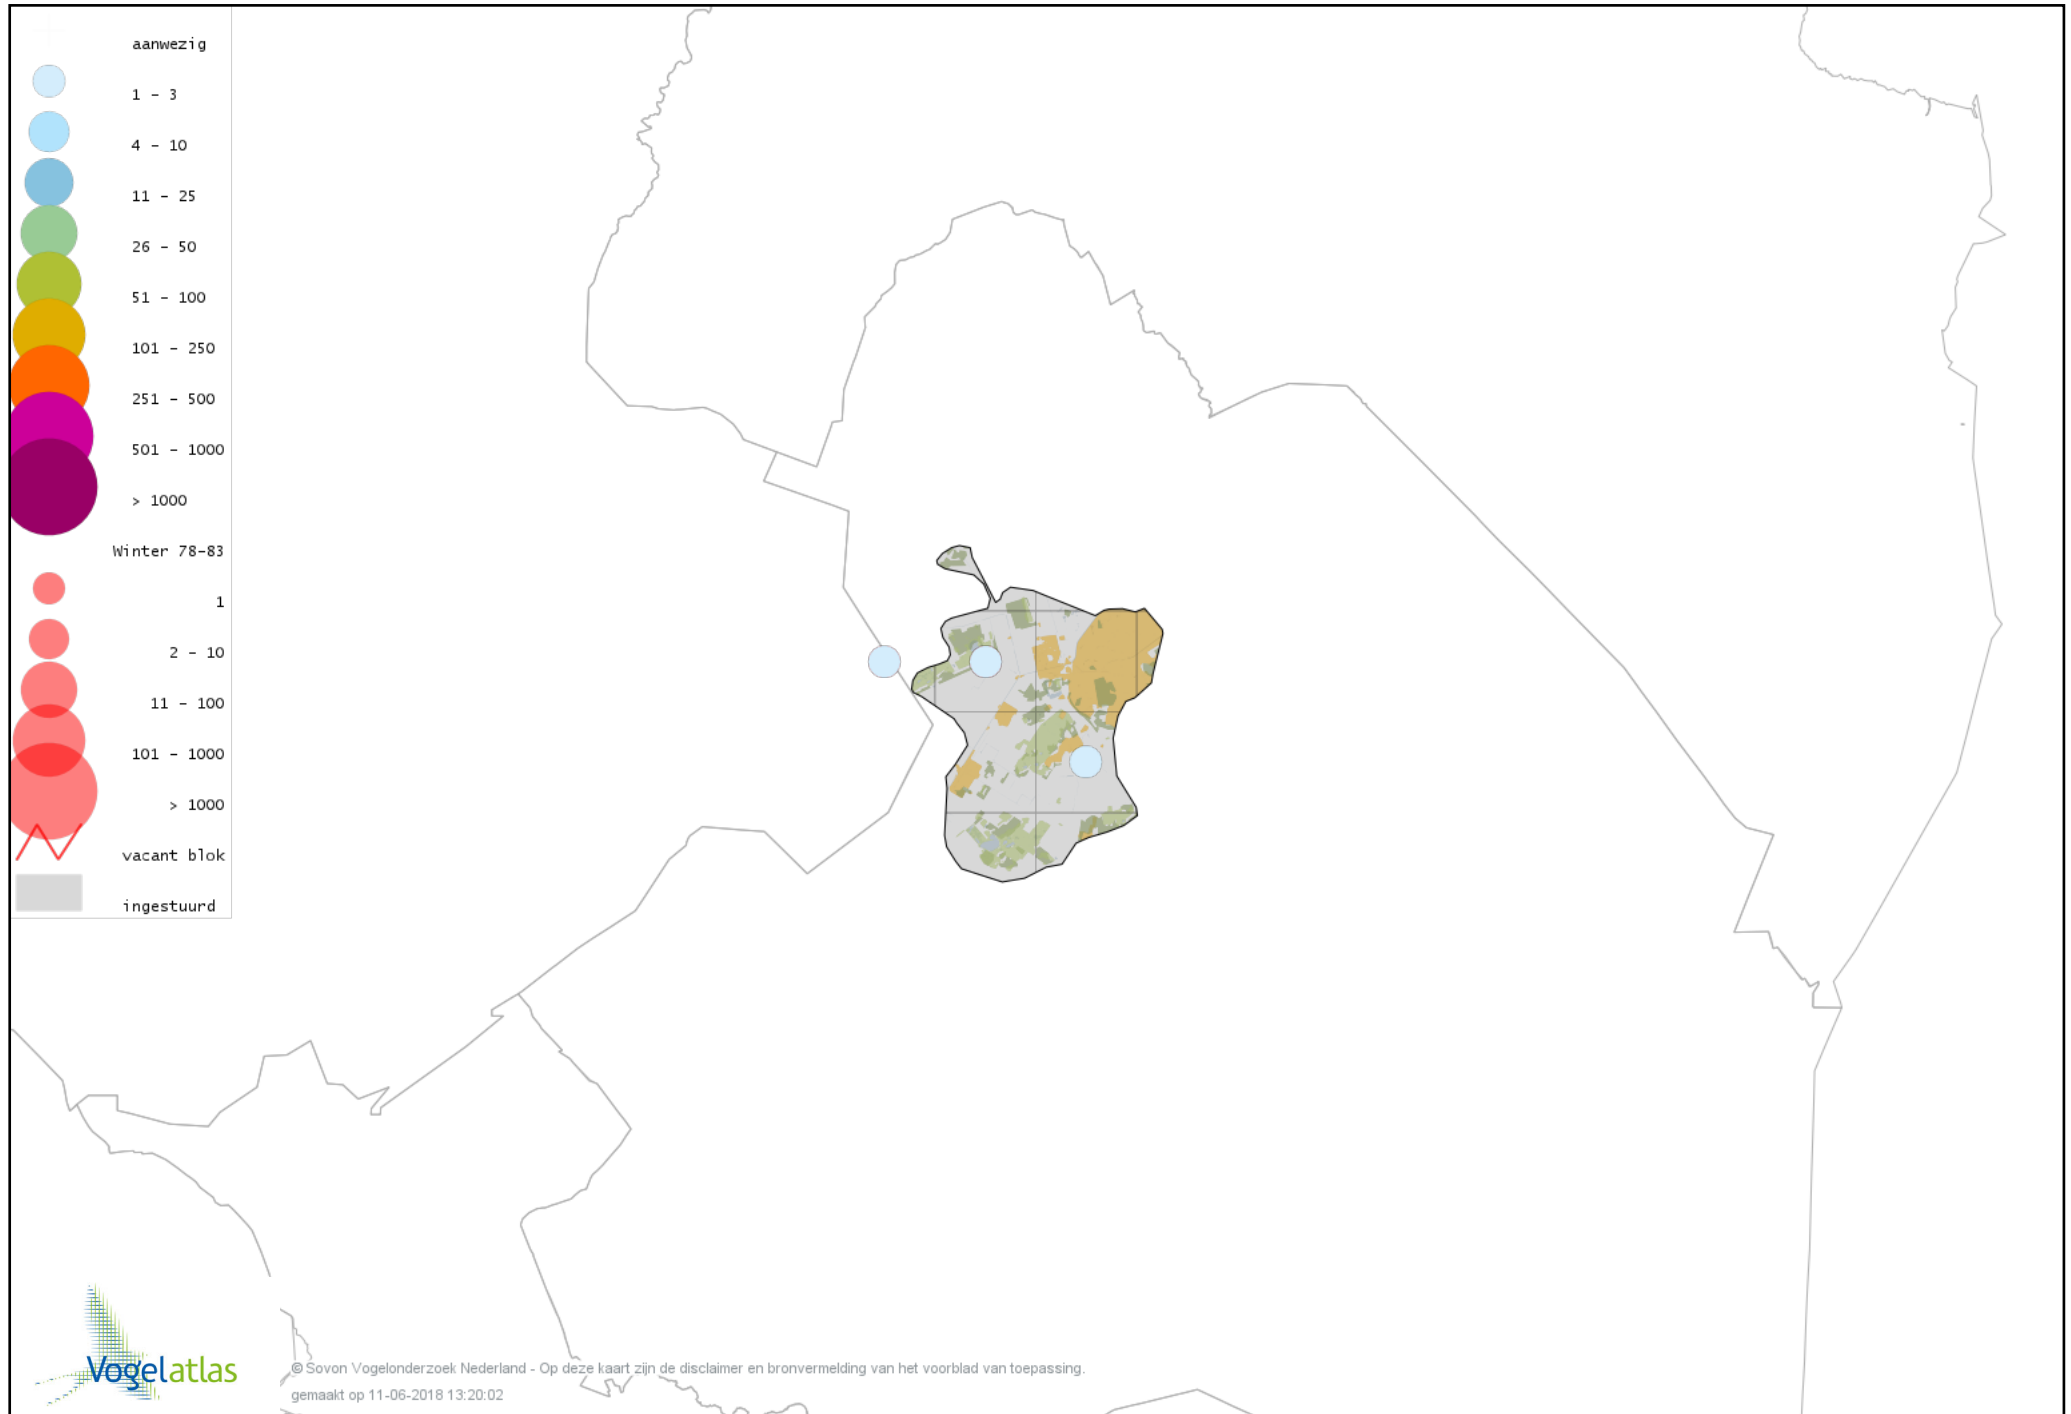 aanwezig
1 – 3
4 – 10
11 – 25
26 – 50
51 – 100
101 – 250
251 – 500
501 – 1000
> 1000
Winter 78-83
1
2 – 10
11 – 100
101 – 1000
> 1000
vacant blok
ingestuurd
Vogelatlas
© Sovon Vogelonderzoek Nederland - Op deze kaart zijn de disclaimer en bronvermelding van het voorblad van toepassing.
gemaakt op 11-06-2018 13:20:02